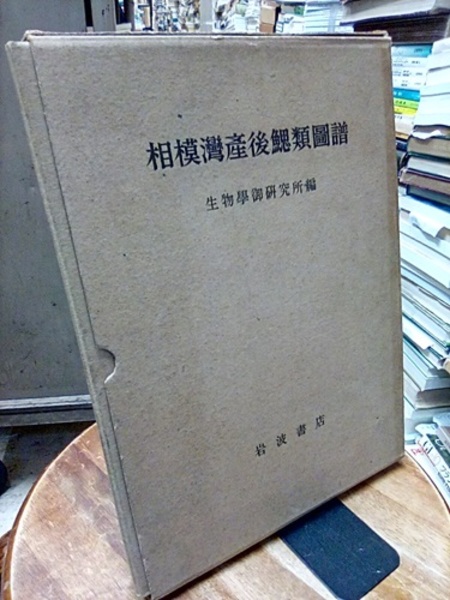 相模灣產後鰓類圖譜
生物學御研究所編
岩波書店